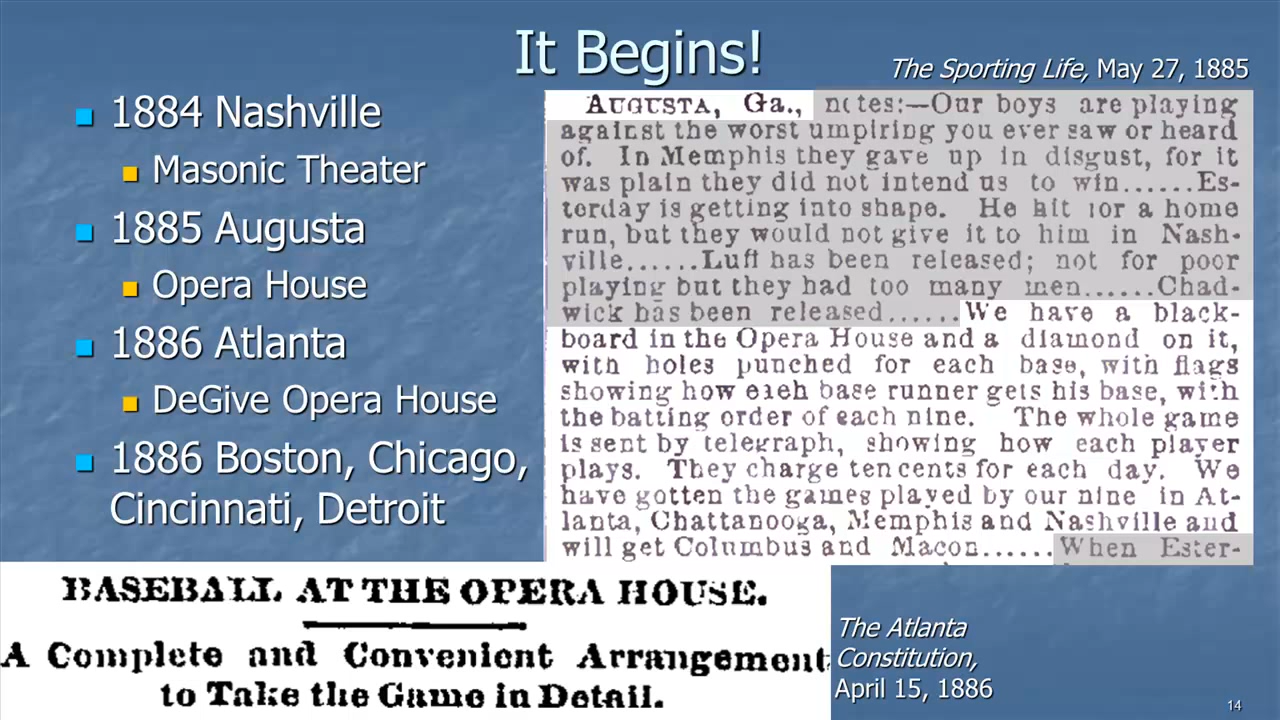 It Begins!
The Sporting Life, May 27, 1885
1884 Nashville
Masonic Theater
1885 Augusta
Opera House
1886 Atlanta
DeGive Opera House
1886 Boston, Chicago,
Cincinnati, Detroit
AUGUSTA, Ga., notes:—Our boys are playing
against the worst umpiring you ever saw or heard
of. In Memphis they gave up in disgust, for it
was plain they did not intend us to win......Es-
terday is getting into shape. He hit for a home
run, but they would not give it to him in Nash-
ville......Luff has been released; not for poor
playing but they had too many men......Chad-
wick has been released......We have a black-
board in the Opera House and a diamond on it,
with holes punched for each base, with flags
showing how each base runner gets his base, with
the batting order of each nine. The whole game
is sent by telegraph, showing how each player
plays. They charge ten cents for each day. We
have gotten the games played by our nine in At-
lanta, Chattanooga, Memphis and Nashville and
will get Columbus and Macon......When Ester-
BASEBALL AT THE OPERA HOUSE.
A Complete and Convenient Arrangement
to Take the Game in Detail.
The Atlanta
Constitution,
April 15, 1886
14